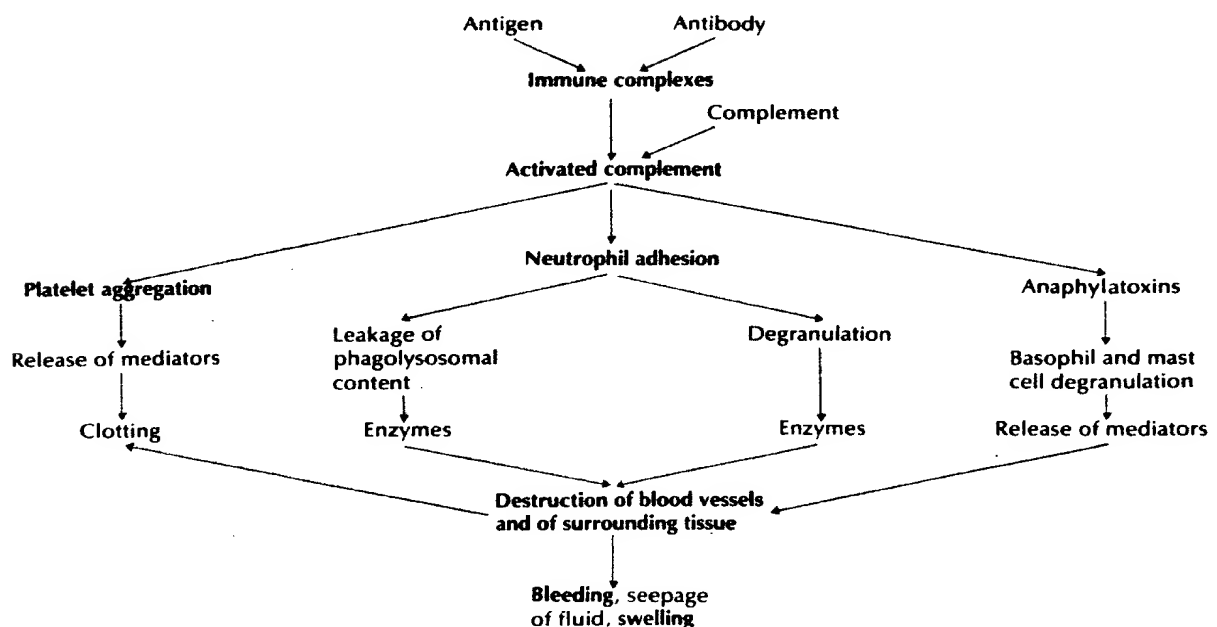 Antigen
Antibody
Immune complexes
Complement
Activated complement
Neutrophil adhesion
Platelet aggregation
Anaphylatoxins
Leakage of
phagolysosomal
content
Degranulation
Release of mediators
Basophil and mast
cell degranulation
Clotting
Enzymes
Enzymes
Release of mediators
Destruction of blood vessels
and of surrounding tissue
Bleeding, seepage
of fluid, swelling